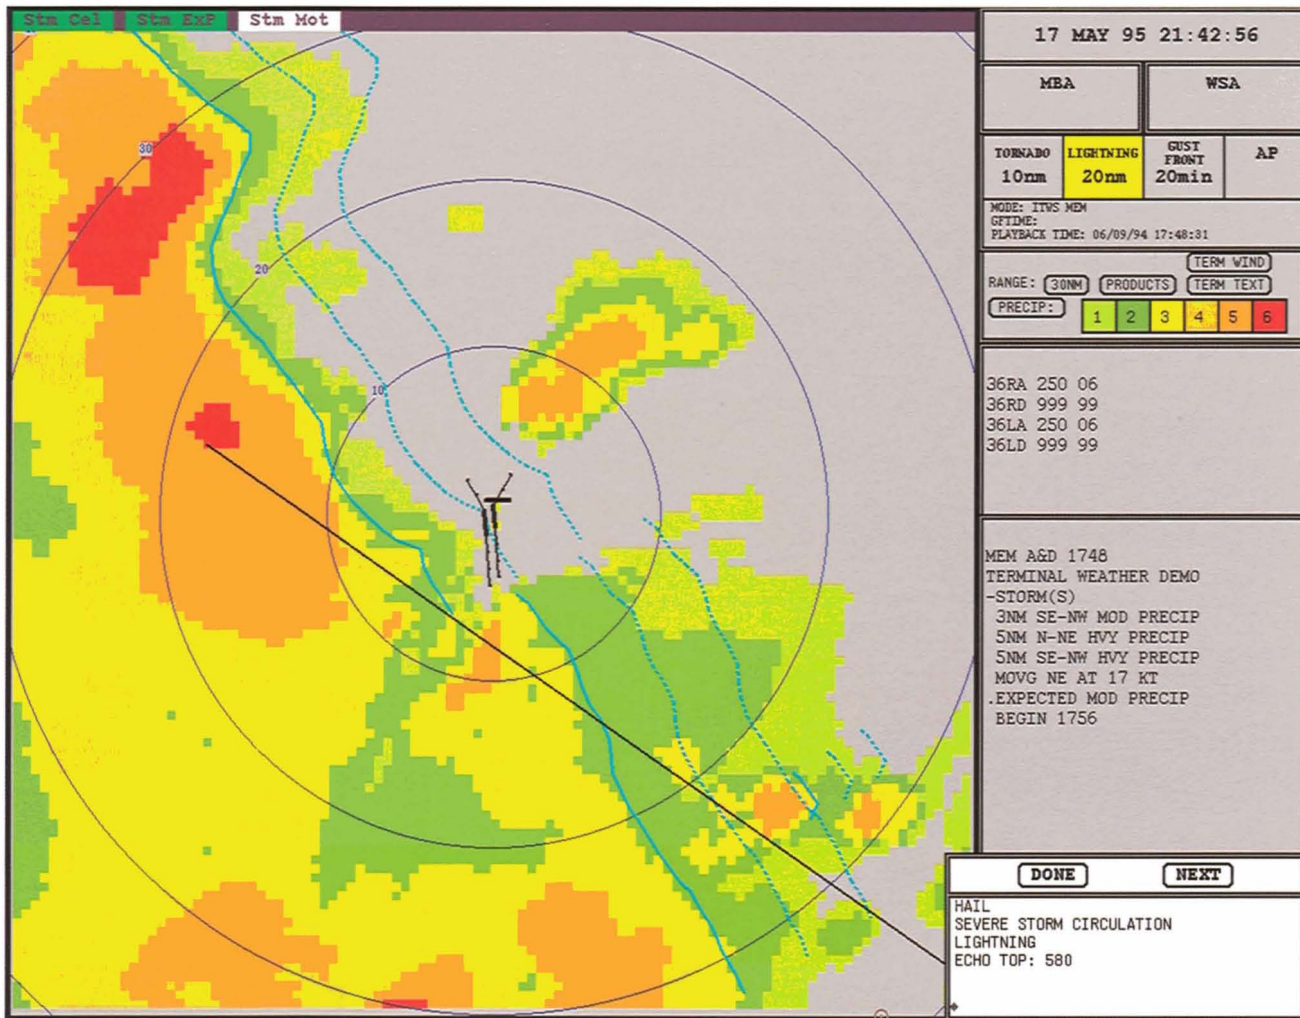 Stm Cel Stm ExP Stm Mot
17 MAY 95 21:42:56
MBA WSA
TORNADO 10nm
LIGHTNING 20nm
GUST FRONT 20min
AP
MODE: ITWS MEM
GFTIME:
PLAYBACK TIME: 06/09/94 17:48:31
TERM WIND
RANGE: 30NM PRODUCTS TERM TEXT
PRECIP: 1 2 3 4 5 6
30
20
10
36RA 250 06
36RD 999 99
36LA 250 06
36LD 999 99
MEM A&D 1748
TERMINAL WEATHER DEMO
-STORM(S)
3NM SE-NW MOD PRECIP
5NM N-NE HVY PRECIP
5NM SE-NW HVY PRECIP
MOVG NE AT 17 KT
.EXPECTED MOD PRECIP
BEGIN 1756
DONE NEXT
HAIL
SEVERE STORM CIRCULATION
LIGHTNING
ECHO TOP: 580